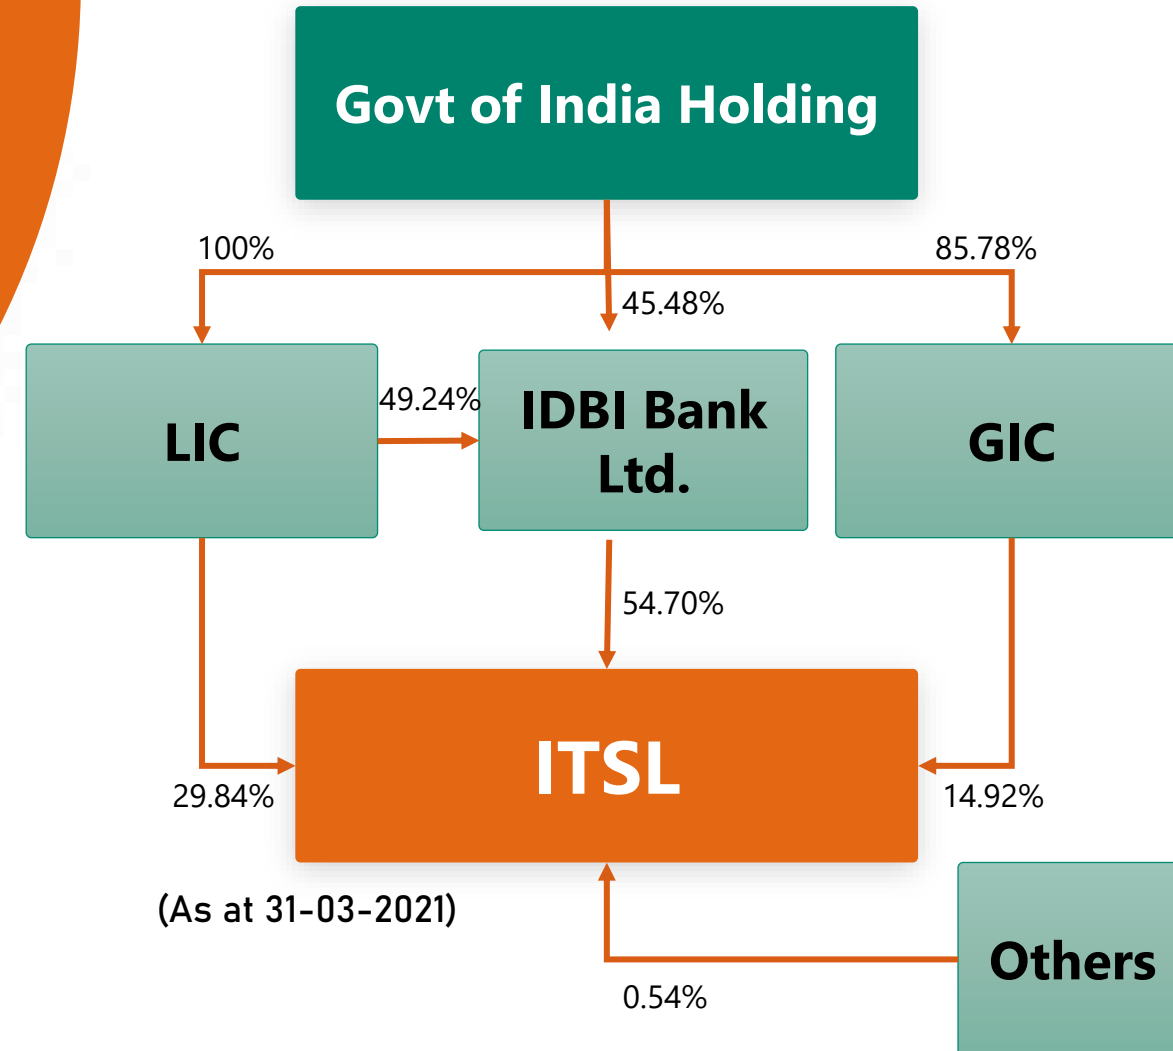 Govt of India Holding
100%
85.78%
45.48%
49.24%
LIC
IDBI Bank
Ltd.
GIC
54.70%
ITSL
29.84%
14.92%
(As at 31-03-2021)
Others
0.54%